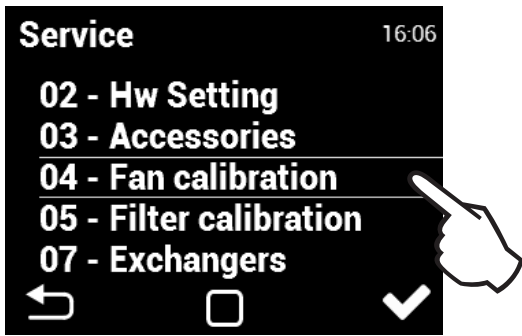 Service
16:06
02 - Hw Setting
03 - Accessories
04 - Fan calibration
05 - Filter calibration
07 - Exchangers